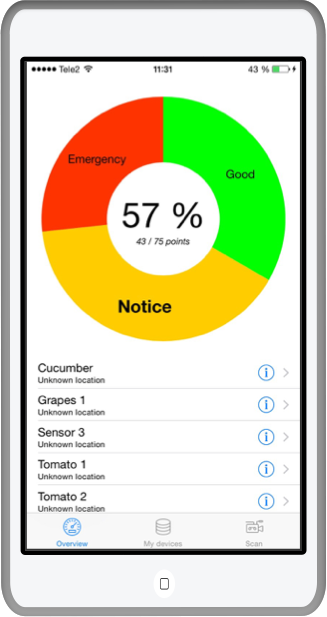 Tele2 11:31 43 %
Emergency
Good
57 %
43 / 75 points
Notice
Cucumber
Unknown location
Grapes 1
Unknown location
Sensor 3
Unknown location
Tomato 1
Unknown location
Tomato 2
Unknown location
Overview My devices Scan